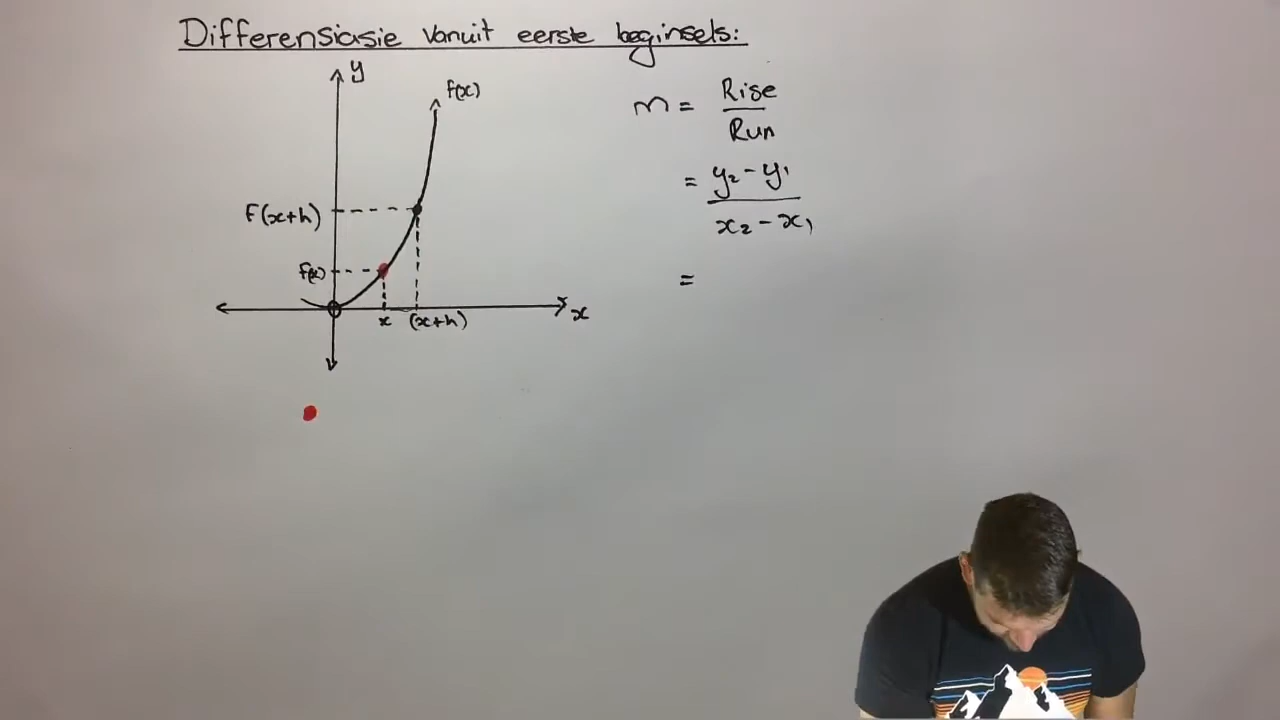 Differensiasie vanuit eerste beginsels:
y
f(x)
F(x+h)
f(x)
x
(x+h)
x
m = Rise
Run
= y₂ - y₁
x₂ - x₁
=